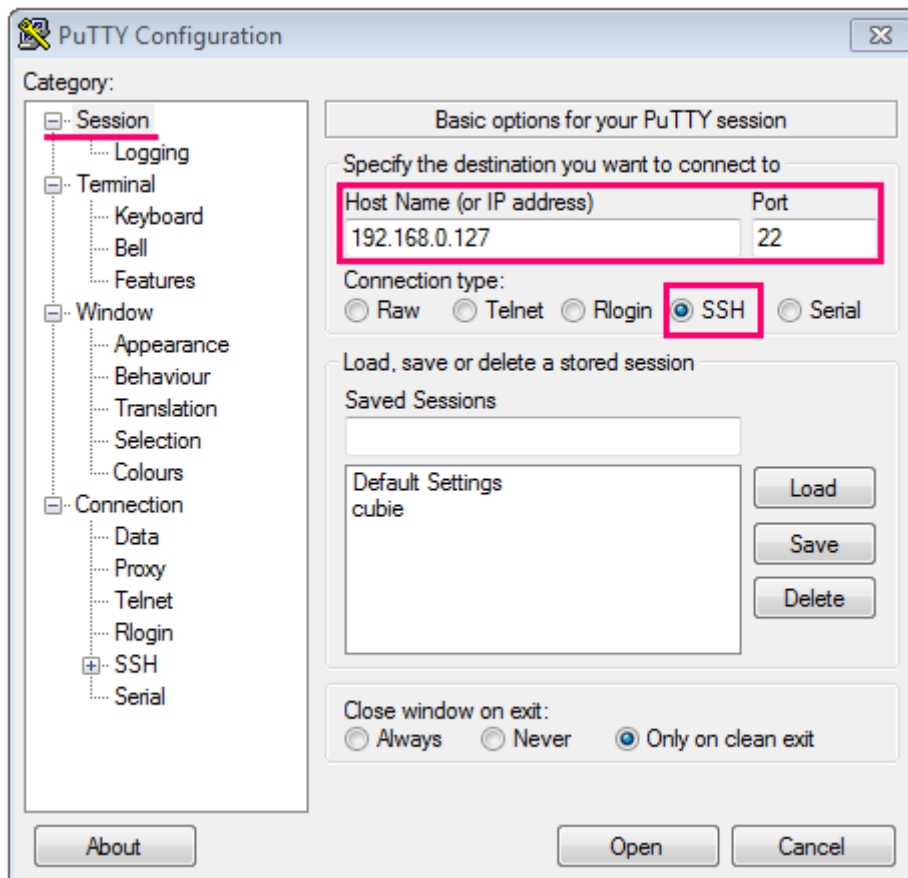 PuTTY Configuration
Category:
Session
Logging
Terminal
Keyboard
Bell
Features
Window
Appearance
Behaviour
Translation
Selection
Colours
Connection
Data
Proxy
Telnet
Rlogin
SSH
Serial
Basic options for your PuTTY session
Specify the destination you want to connect to
Host Name (or IP address) Port
192.168.0.127 22
Connection type:
Raw Telnet Rlogin SSH Serial
Load, save or delete a stored session
Saved Sessions
Default Settings
cubie
Load
Save
Delete
Close window on exit:
Always Never Only on clean exit
About Open Cancel